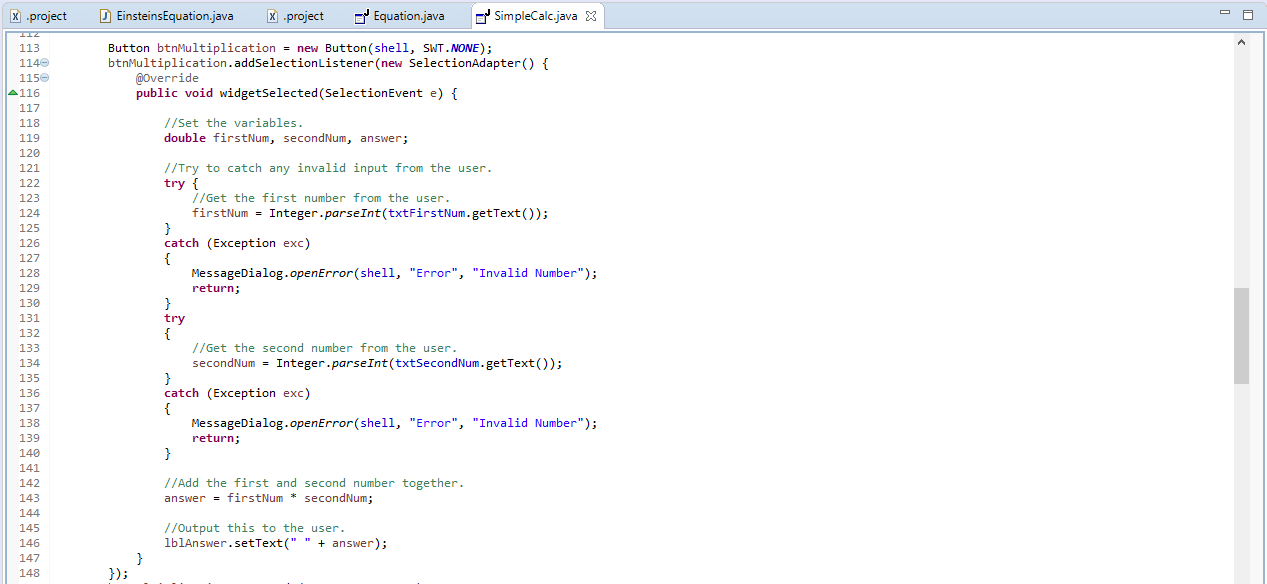 .project EinsteinsEquation.java .project Equation.java SimpleCalc.java
112
113 Button btnMultiplication = new Button(shell, SWT.NONE);
114 btnMultiplication.addSelectionListener(new SelectionAdapter() {
115 @Override
116 public void widgetSelected(SelectionEvent e) {
117
118 //Set the variables.
119 double firstNum, secondNum, answer;
120
121 //Try to catch any invalid input from the user.
122 try {
123 //Get the first number from the user.
124 firstNum = Integer.parseInt(txtFirstNum.getText());
125 }
126 catch (Exception exc)
127 {
128 MessageDialog.openError(shell, "Error", "Invalid Number");
129 return;
130 }
131 try
132 {
133 //Get the second number from the user.
134 secondNum = Integer.parseInt(txtSecondNum.getText());
135 }
136 catch (Exception exc)
137 {
138 MessageDialog.openError(shell, "Error", "Invalid Number");
139 return;
140 }
141
142 //Add the first and second number together.
143 answer = firstNum * secondNum;
144
145 //Output this to the user.
146 lblAnswer.setText(" " + answer);
147 }
148 });